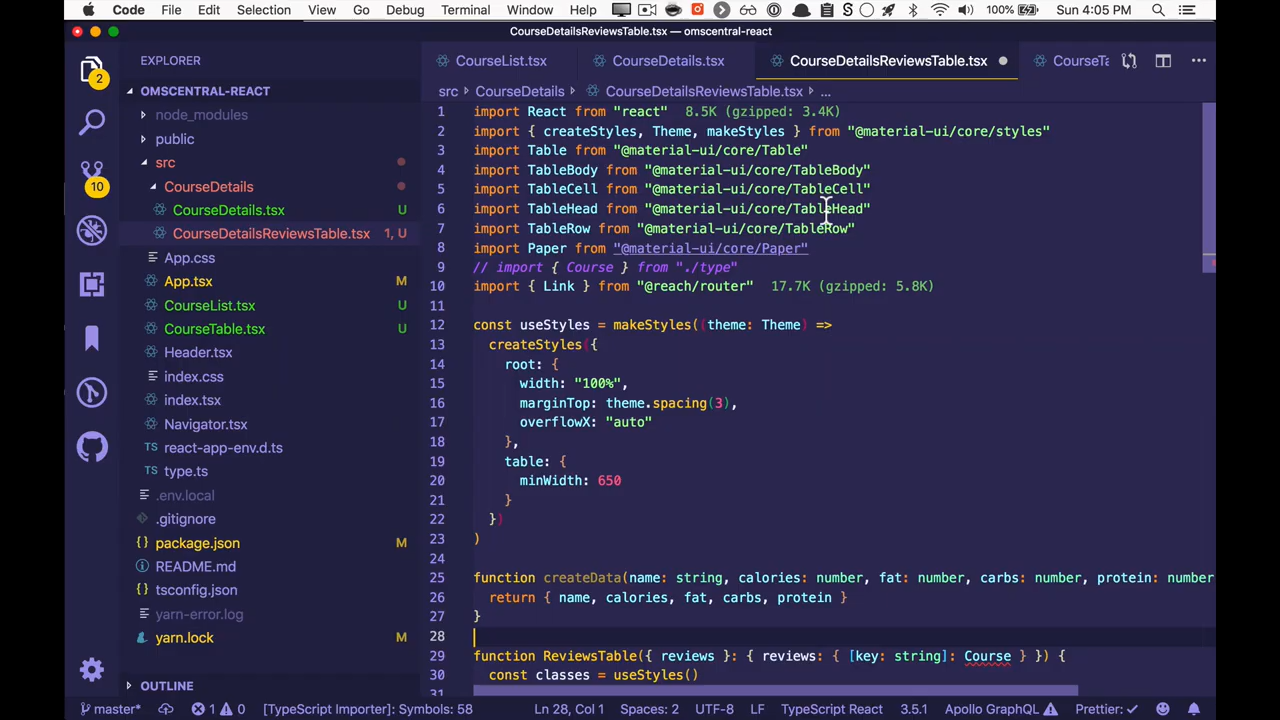 Code File Edit Selection View Go Debug Terminal Window Help 100% Sun 4:05 PM
CourseDetailsReviewsTable.tsx — omscentral-react
EXPLORER
CourseList.tsx CourseDetails.tsx CourseDetailsReviewsTable.tsx CourseTa
2
OMSCENTRAL-REACT
node_modules
public
src
CourseDetails
CourseDetails.tsx U
CourseDetailsReviewsTable.tsx 1, U
App.css
App.tsx M
CourseList.tsx U
CourseTable.tsx U
Header.tsx
index.css
index.tsx
Navigator.tsx
TS react-app-env.d.ts
TS type.ts
.env.local
.gitignore
{} package.json M
README.md
tsconfig.json
yarn-error.log
yarn.lock M
OUTLINE
10
src CourseDetails CourseDetailsReviewsTable.tsx ...
1 import React from "react" 8.5K (gzipped: 3.4K)
2 import { createStyles, Theme, makeStyles } from "@material-ui/core/styles"
3 import Table from "@material-ui/core/Table"
4 import TableBody from "@material-ui/core/TableBody"
5 import TableCell from "@material-ui/core/TableCell"
6 import TableHead from "@material-ui/core/TableHead"
7 import TableRow from "@material-ui/core/TableRow"
8 import Paper from "@material-ui/core/Paper"
9 // import { Course } from "./type"
10 import { Link } from "@reach/router" 17.7K (gzipped: 5.8K)
11
12 const useStyles = makeStyles((theme: Theme) =>
13 createStyles({
14 root: {
15 width: "100%",
16 marginTop: theme.spacing(3),
17 overflowX: "auto"
18 },
19 table: {
20 minWidth: 650
21 }
22 })
23 )
24
25 function createData(name: string, calories: number, fat: number, carbs: number, protein: number
26 return { name, calories, fat, carbs, protein }
27 }
28
29 function ReviewsTable({ reviews }: { reviews: { [key: string]: Course } }) {
30 const classes = useStyles()
31
master* 1 0 [TypeScript Importer]: Symbols: 58 Ln 28, Col 1 Spaces: 2 UTF-8 LF TypeScript React 3.5.1 Apollo GraphQL Prettier: ✓